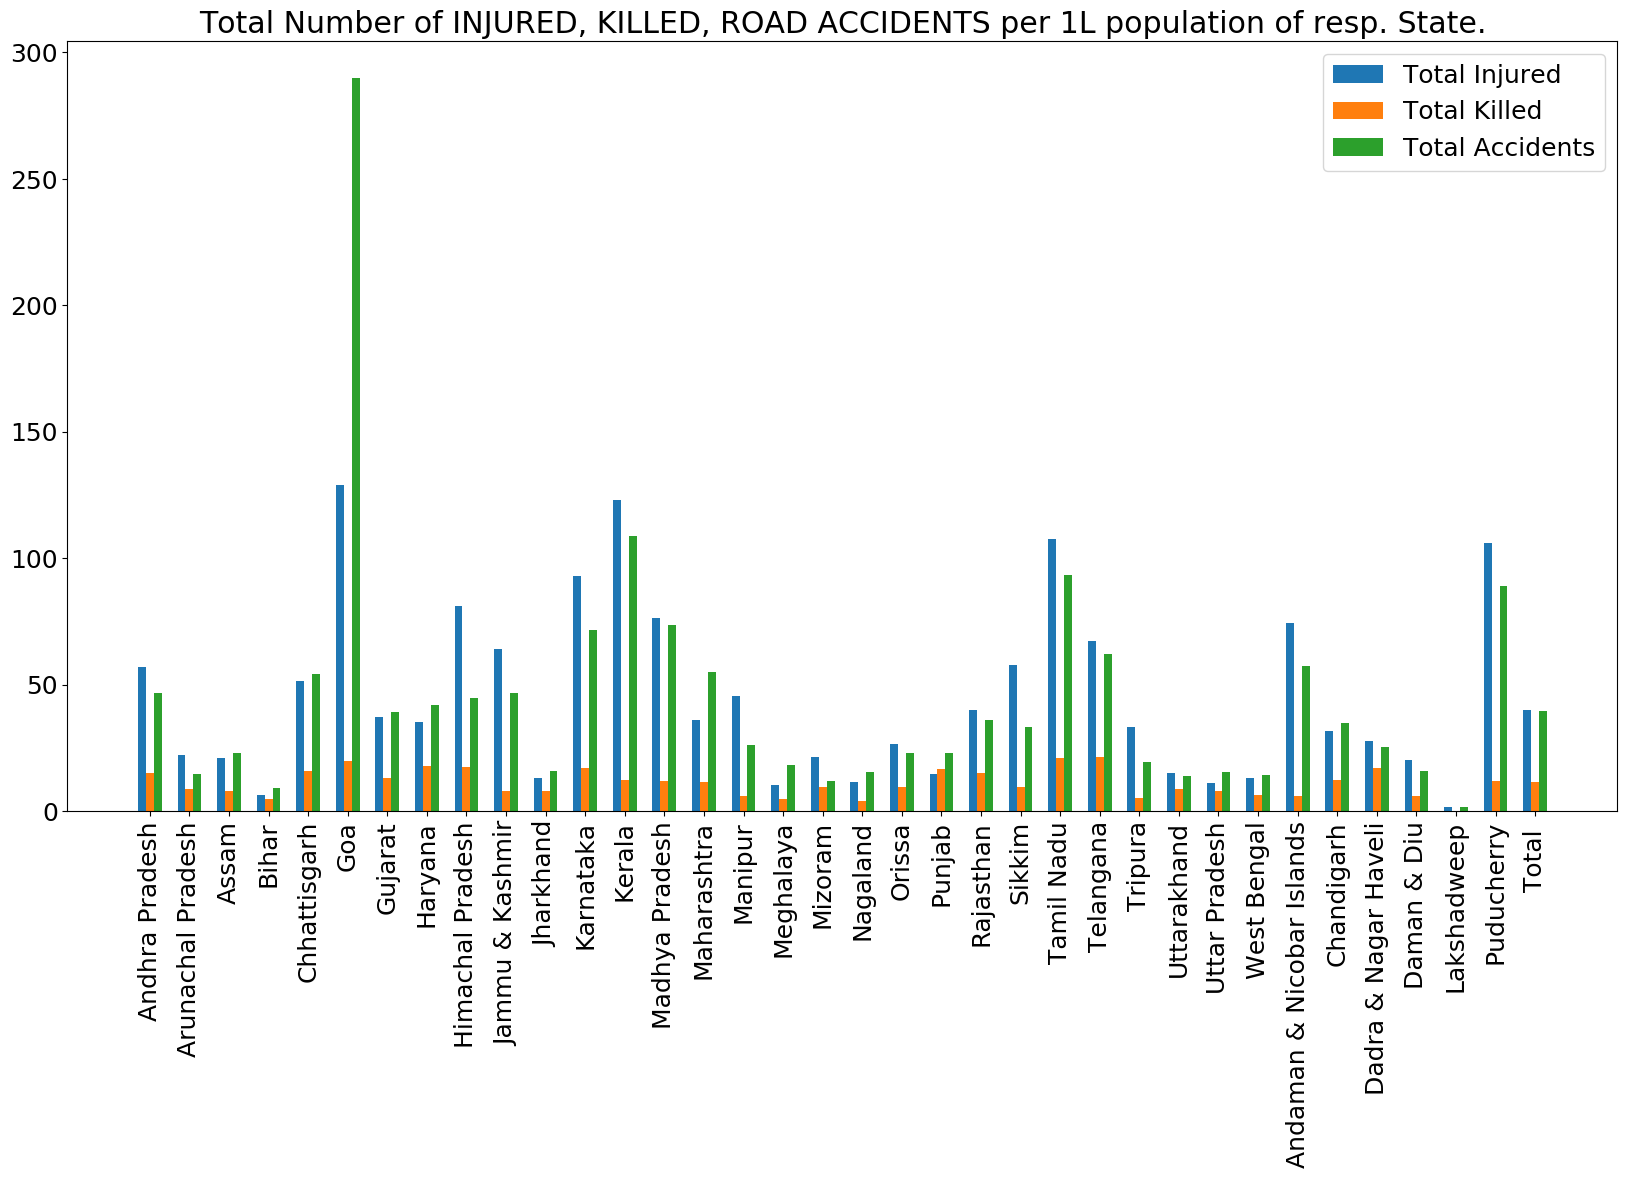 Total Number of INJURED, KILLED, ROAD ACCIDENTS per 1L population of resp. State.
300
250
200
150
100
50
0
Total Injured
Total Killed
Total Accidents
Andhra Pradesh
Arunachal Pradesh
Assam
Bihar
Chhattisgarh
Goa
Gujarat
Haryana
Himachal Pradesh
Jammu & Kashmir
Jharkhand
Karnataka
Kerala
Madhya Pradesh
Maharashtra
Manipur
Meghalaya
Mizoram
Nagaland
Orissa
Punjab
Rajasthan
Sikkim
Tamil Nadu
Telangana
Tripura
Uttarakhand
Uttar Pradesh
West Bengal
Andaman & Nicobar Islands
Chandigarh
Dadra & Nagar Haveli
Daman & Diu
Lakshadweep
Puducherry
Total